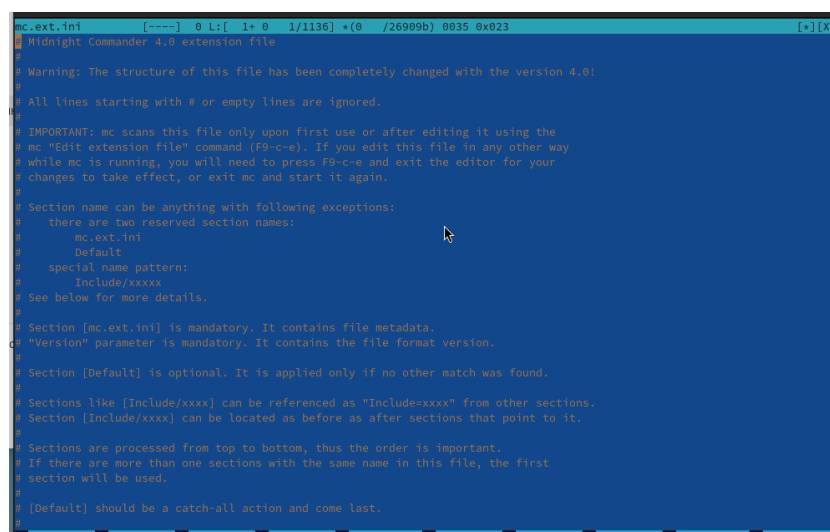 mc.ext.ini [----] 0 L:[ 1+ 0 1/1136] *(0 /26909b) 0035 0x023 [*][X
# Midnight Commander 4.0 extension file
#
# Warning: The structure of this file has been completely changed with the version 4.0!
#
# All lines starting with # or empty lines are ignored.
#
# IMPORTANT: mc scans this file only upon first use or after editing it using the
# mc "Edit extension file" command (F9-c-e). If you edit this file in any other way
# while mc is running, you will need to press F9-c-e and exit the editor for your
# changes to take effect, or exit mc and start it again.
#
# Section name can be anything with following exceptions:
#    there are two reserved section names:
#        mc.ext.ini
#        Default
#    special name pattern:
#        Include/xxxxx
# See below for more details.
#
# Section [mc.ext.ini] is mandatory. It contains file metadata.
# "Version" parameter is mandatory. It contains the file format version.
#
# Section [Default] is optional. It is applied only if no other match was found.
#
# Sections like [Include/xxxx] can be referenced as "Include=xxxx" from other sections.
# Section [Include/xxxx] can be located as before as after sections that point to it.
#
# Sections are processed from top to bottom, thus the order is important.
# If there are more than one sections with the same name in this file, the first
# section will be used.
#
# [Default] should be a catch-all action and come last.
#